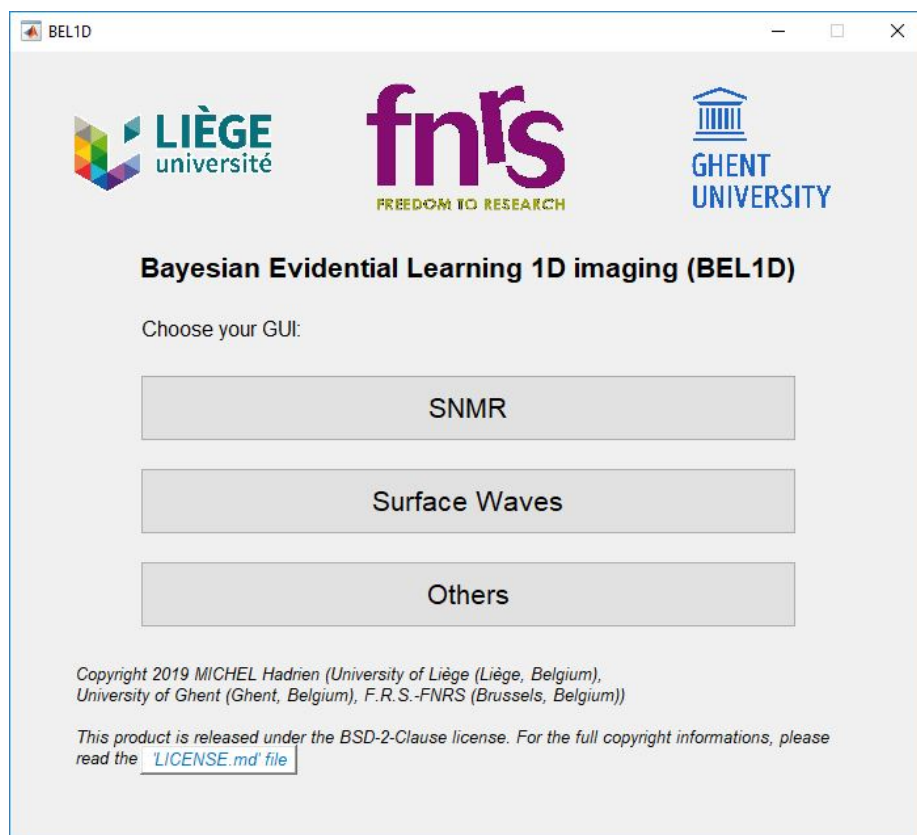 BEL1D
LIÈGE
université
fnrs
FREEDOM TO RESEARCH
GHENT
UNIVERSITY
Bayesian Evidential Learning 1D imaging (BEL1D)
Choose your GUI:
SNMR
Surface Waves
Others
Copyright 2019 MICHEL Hadrien (University of Liège (Liège, Belgium),
University of Ghent (Ghent, Belgium), F.R.S.-FNRS (Brussels, Belgium))
This product is released under the BSD-2-Clause license. For the full copyright informations, please
read the 'LICENSE.md' file